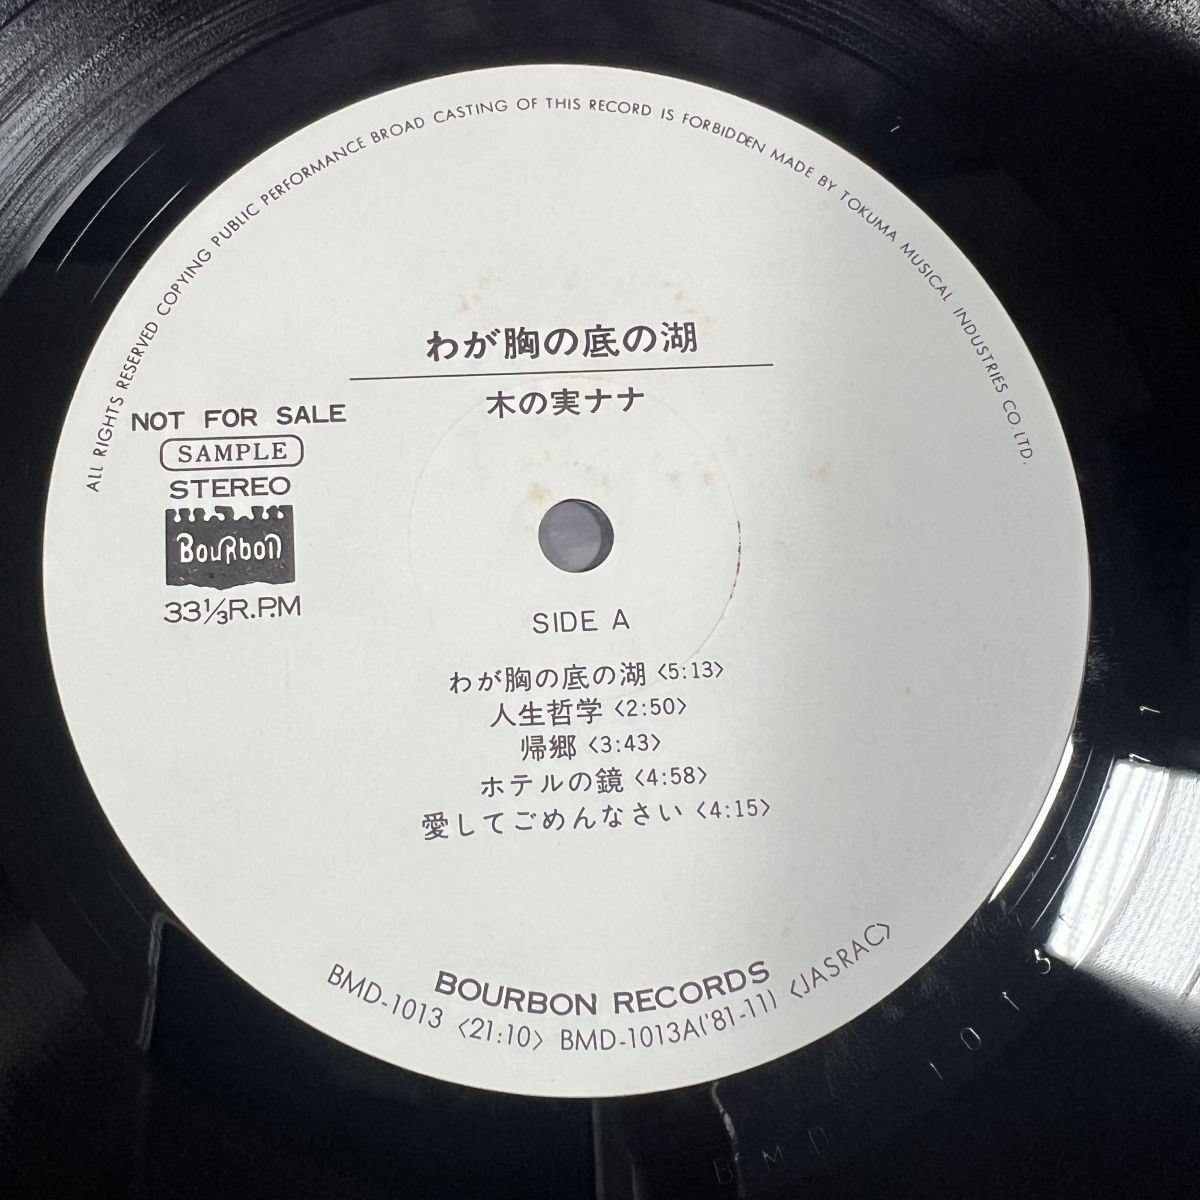 ALL RIGHTS RESERVED COPYING PUBLIC PERFORMANCE BROAD CASTING OF THIS RECORD IS FORBIDDEN MADE BY TOKUMA MUSICAL INDUSTRIES CO.LTD.
わが胸の底の湖
木の実ナナ
NOT FOR SALE
SAMPLE
STEREO
BouRbon
33⅓R.P.M
SIDE A
わが胸の底の湖 <5:13>
人生哲学 <2:50>
帰郷 <3:43>
ホテルの鏡 <4:58>
愛してごめんなさい <4:15>
BOURBON RECORDS
BMD-1013 <21:10> BMD-1013A('81-11) <JASRAC>
BMD 1013